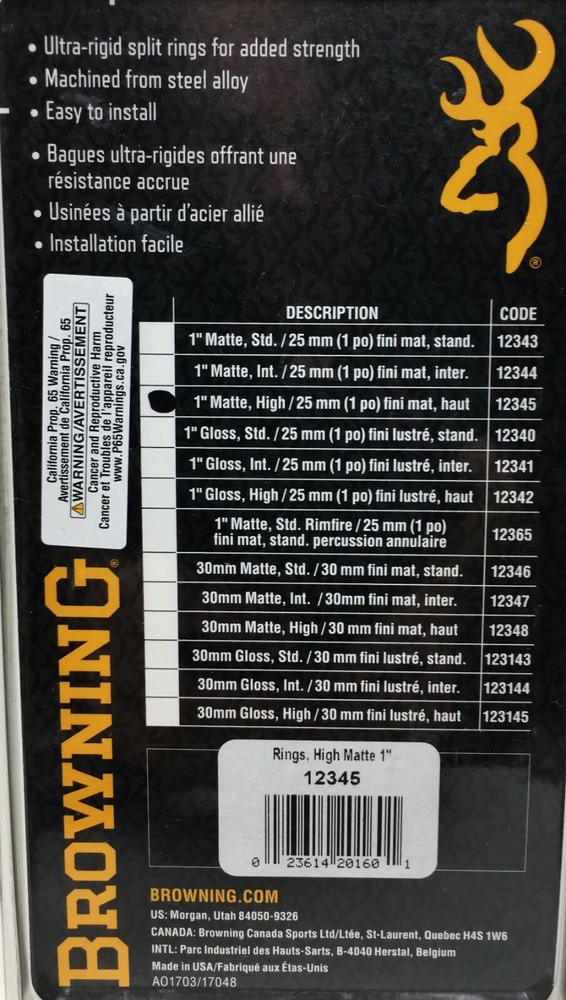 • Ultra-rigid split rings for added strength
• Machined from steel alloy
• Easy to install
• Bagues ultra-rigides offrant une
résistance accrue
• Usinées à partir d'acier allié
• Installation facile
®
California Prop. 65 Warning /
Avertissement de California Prop. 65
⚠WARNING/AVERTISSEMENT
Cancer and Reproductive Harm
Cancer et Troubles de l'appareil reproducteur
www.P65Warnings.ca.gov
DESCRIPTION CODE
1" Matte, Std. / 25 mm (1 po) fini mat, stand. 12343
1" Matte, Int. / 25 mm (1 po) fini mat, inter. 12344
1" Matte, High / 25 mm (1 po) fini mat, haut 12345
1" Gloss, Std. / 25 mm (1 po) fini lustré, stand. 12340
1" Gloss, Int. / 25 mm (1 po) fini lustré, inter. 12341
1" Gloss, High / 25 mm (1 po) fini lustré, haut 12342
1" Matte, Std. Rimfire / 25 mm (1 po)
fini mat, stand. percussion annulaire 12365
30mm Matte, Std. / 30 mm fini mat, stand. 12346
30mm Matte, Int. / 30mm fini mat, inter. 12347
30mm Matte, High / 30 mm fini mat, haut 12348
30mm Gloss, Std. / 30 mm fini lustré, stand. 123143
30mm Gloss, Int. / 30 mm fini lustré, inter. 123144
30mm Gloss, High / 30 mm fini lustré, haut 123145
BROWNING®
Rings, High Matte 1"
12345
0 23614 20160 1
BROWNING.COM
US: Morgan, Utah 84050-9326
CANADA: Browning Canada Sports Ltd/Ltée, St-Laurent, Quebec H4S 1W6
INTL: Parc Industriel des Hauts-Sarts, B-4040 Herstal, Belgium
Made in USA/Fabriqué aux États-Unis
AO1703/17048